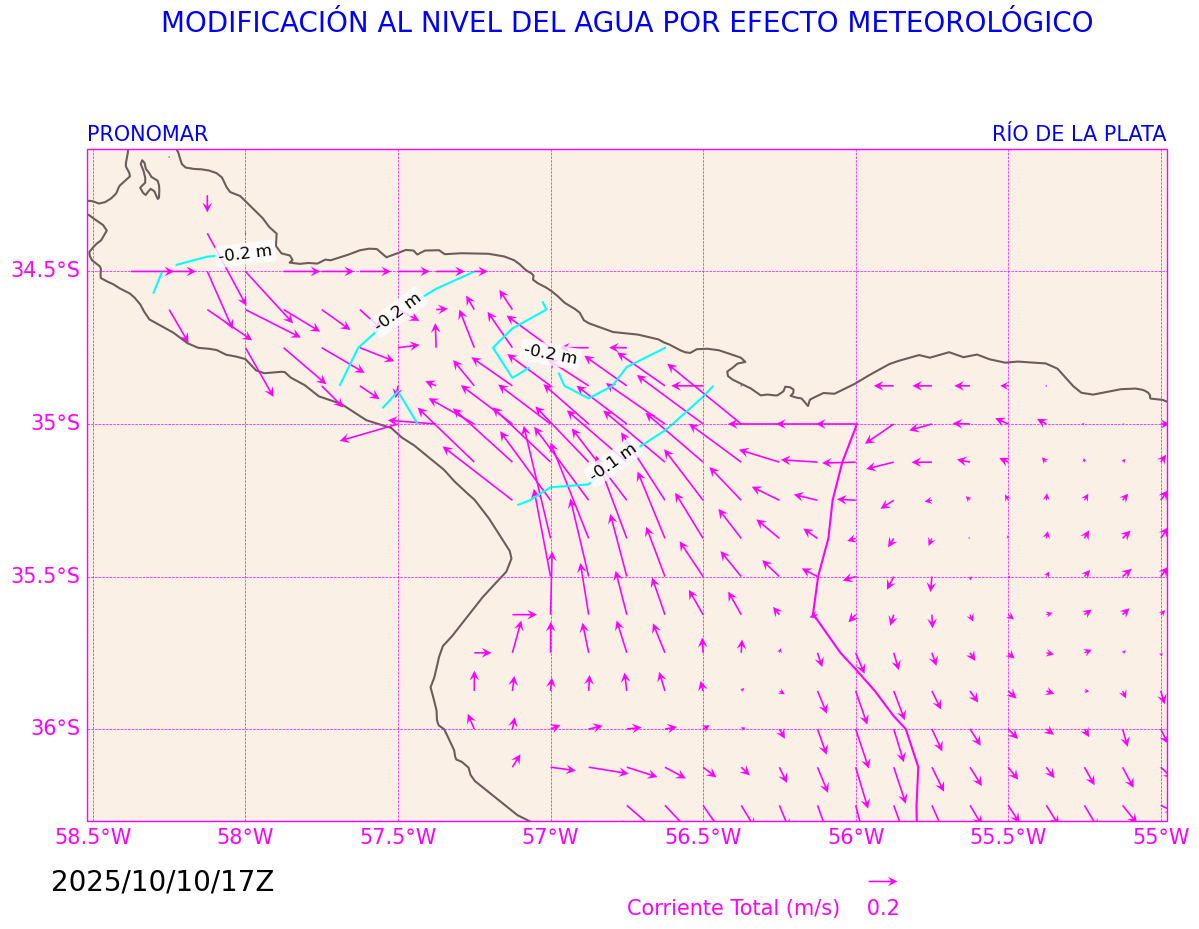 MODIFICACIÓN AL NIVEL DEL AGUA POR EFECTO METEOROLÓGICO
PRONOMAR
RÍO DE LA PLATA
-0.2 m
34.5°S
-0.2 m
-0.2 m
35°S
-0.1 m
35.5°S
36°S
58.5°W
58°W
57.5°W
57°W
56.5°W
56°W
55.5°W
55°W
2025/10/10/17Z
Corriente Total (m/s)
0.2